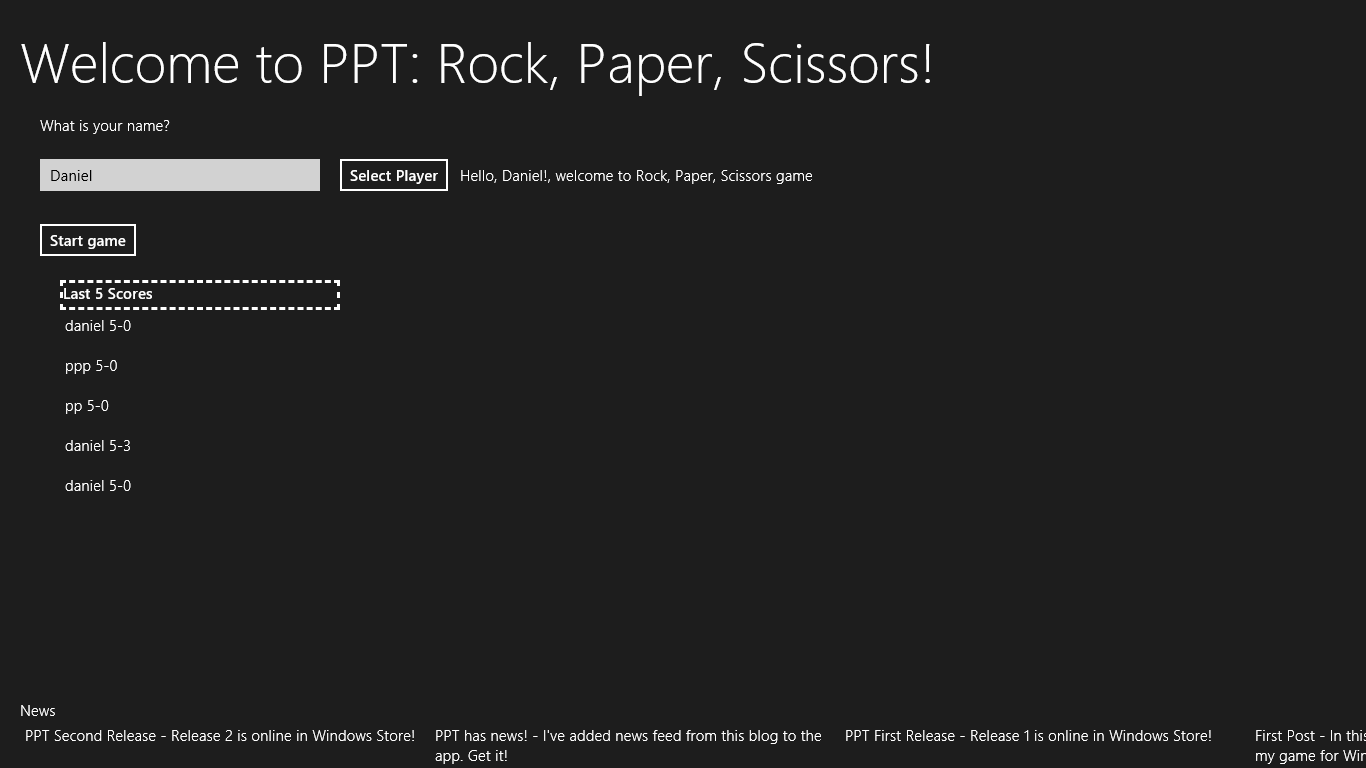 Welcome to PPT: Rock, Paper, Scissors!
What is your name?
Daniel
Select Player
Hello, Daniel!, welcome to Rock, Paper, Scissors game
Start game
Last 5 Scores
daniel 5-0
ppp 5-0
pp 5-0
daniel 5-3
daniel 5-0
News
PPT Second Release - Release 2 is online in Windows Store!
PPT has news! - I've added news feed from this blog to the
app. Get it!
PPT First Release - Release 1 is online in Windows Store!
First Post - In this
my game for